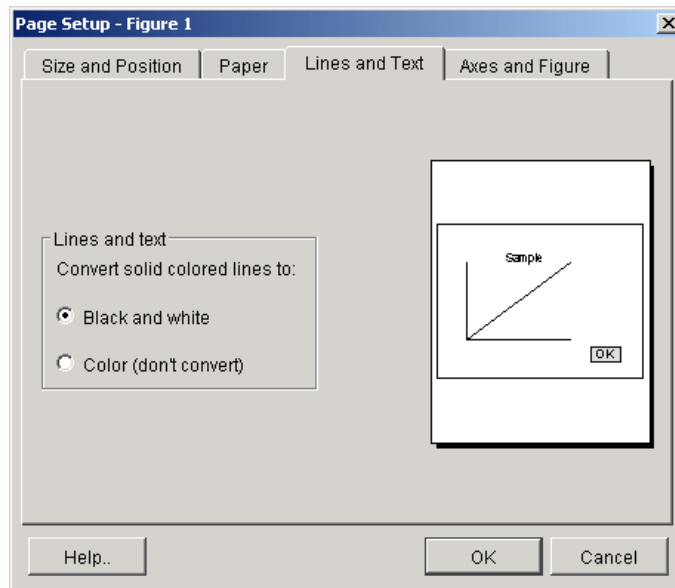 Page Setup - Figure 1
Size and Position Paper Lines and Text Axes and Figure
Lines and text
Convert solid colored lines to:
Black and white
Color (don't convert)
Sample
OK
Help..
OK Cancel